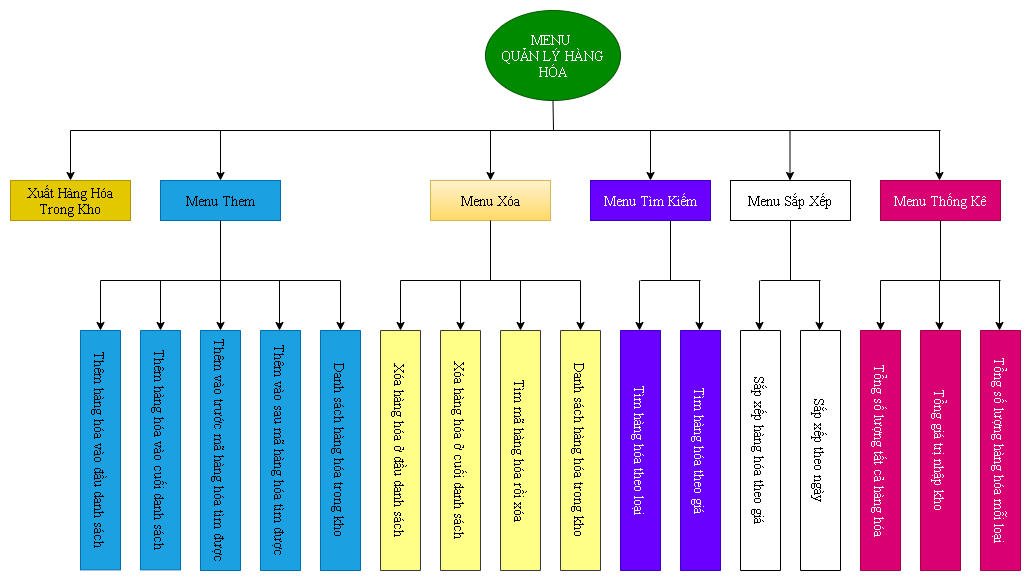 MENU
QUẢN LÝ HÀNG
HÓA
Xuất Hàng Hóa
Trong Kho
Menu Them
Menu Xóa
Menu Tìm Kiếm
Menu Sắp Xếp
Menu Thống Kê
Thêm hàng hóa vào đầu danh sách
Thêm hàng hóa vào cuối danh sách
Thêm vào trước mã hàng hóa tìm được
Thêm vào sau mã hàng hóa tìm được
Danh sách hàng hóa trong kho
Xóa hàng hóa ở đầu danh sách
Xóa hàng hóa ở cuối danh sách
Tìm mã hàng hóa rồi xóa
Danh sách hàng hóa trong kho
Tìm hàng hóa theo loại
Tìm hàng hóa theo giá
Sắp xếp hàng hóa theo giá
Sắp xếp theo ngày
Tổng số lượng tất cả hàng hóa
Tổng giá trị nhập kho
Tổng số lượng hàng hóa mỗi loại